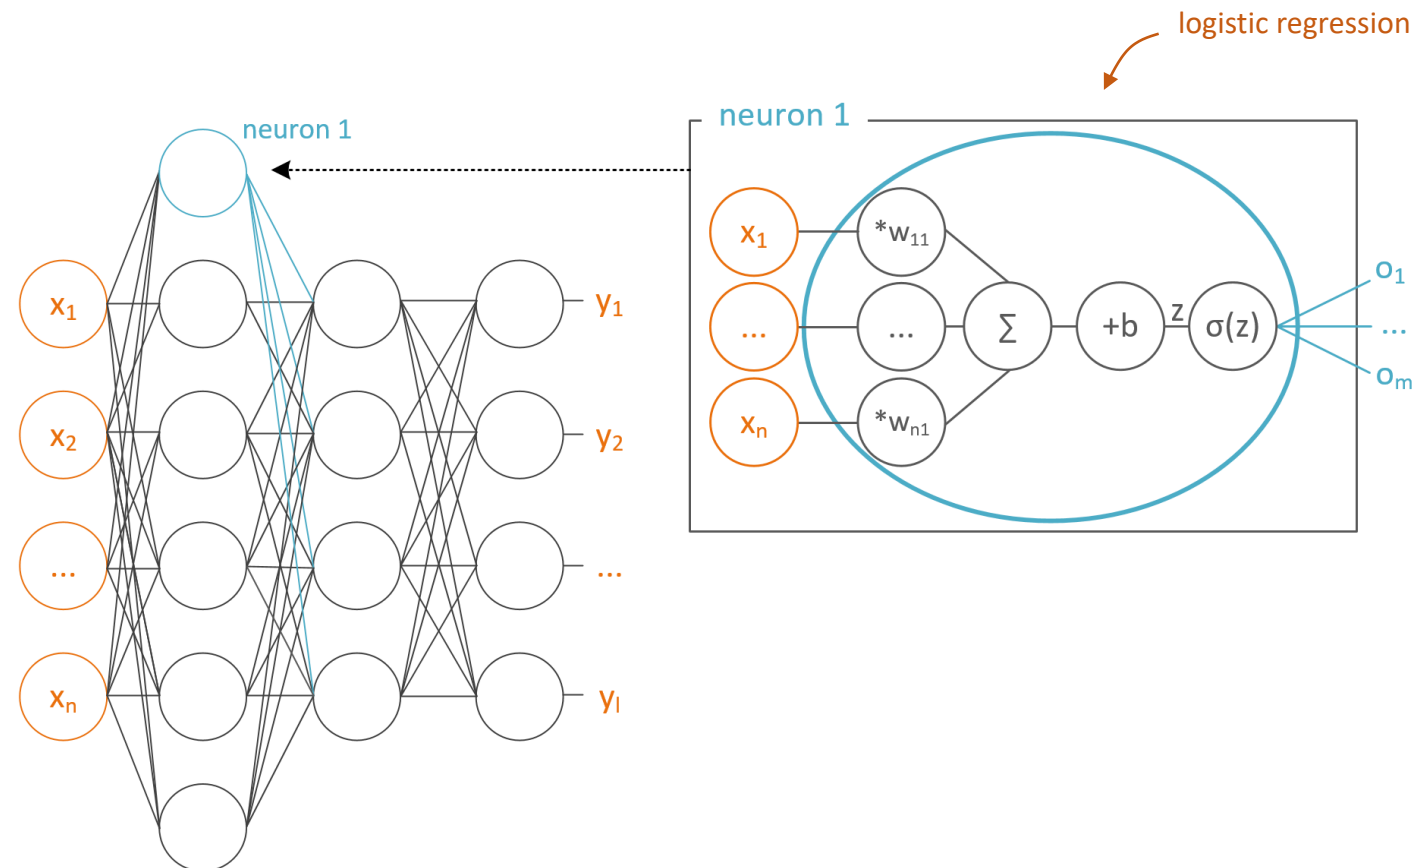 logistic regression
neuron 1
neuron 1
x1
x2
...
xn
y1
y2
...
yl
x1
...
xn
*w11
...
*wn1
∑
+b
z
σ(z)
o1
...
om